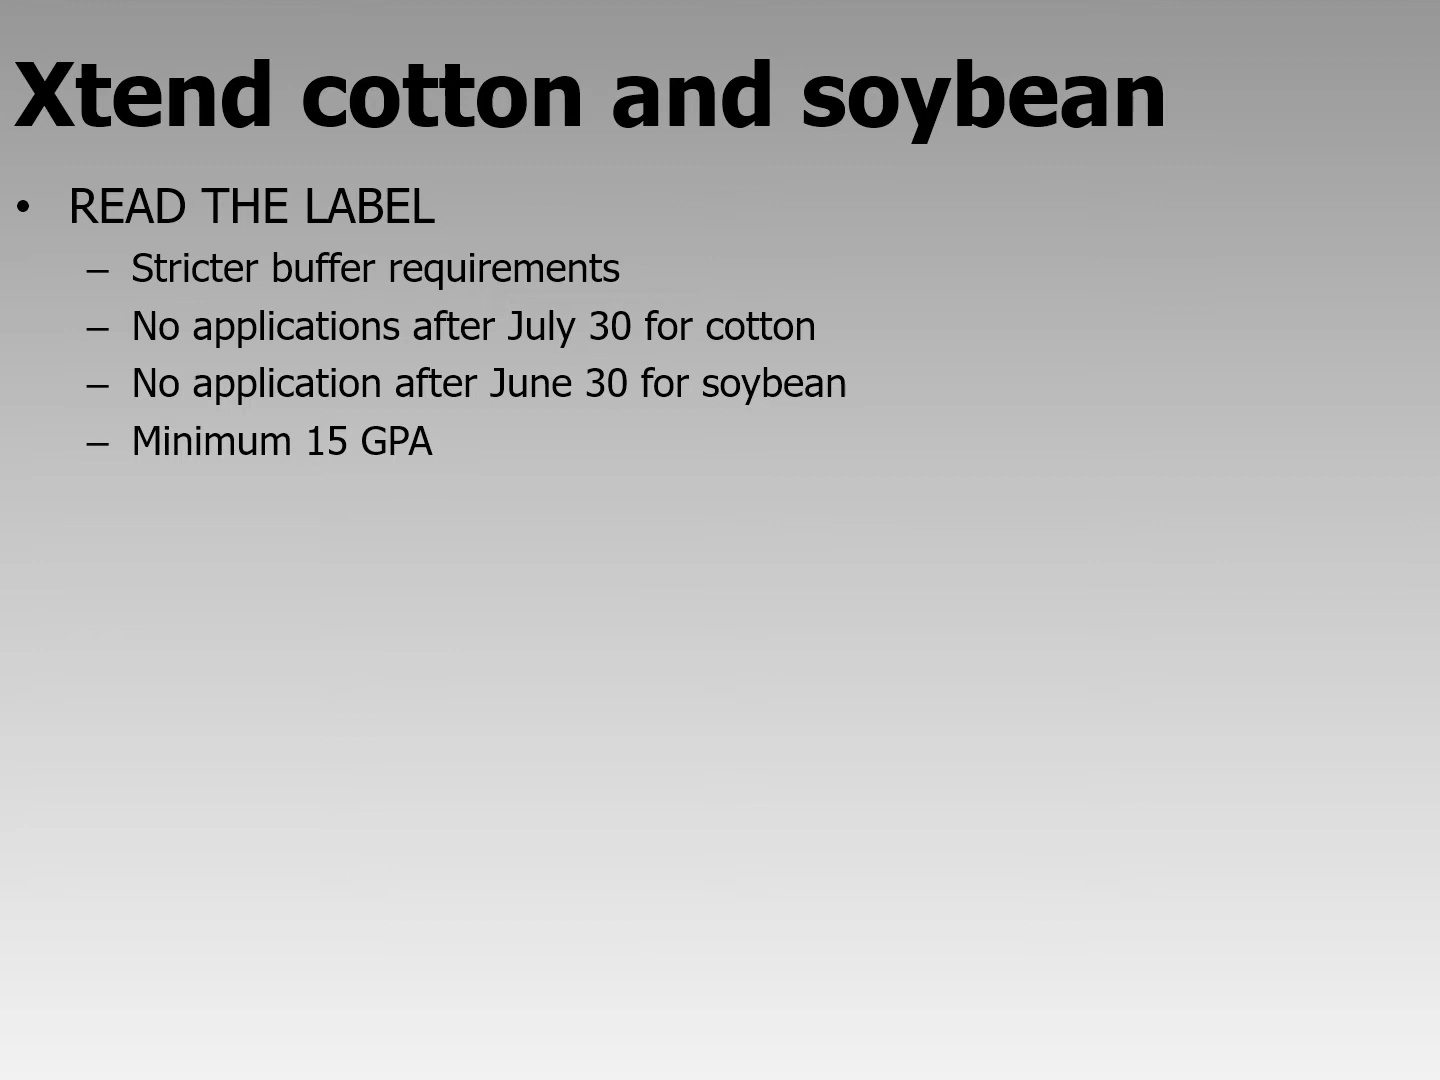 Xtend cotton and soybean
• READ THE LABEL
– Stricter buffer requirements
– No applications after July 30 for cotton
– No application after June 30 for soybean
– Minimum 15 GPA